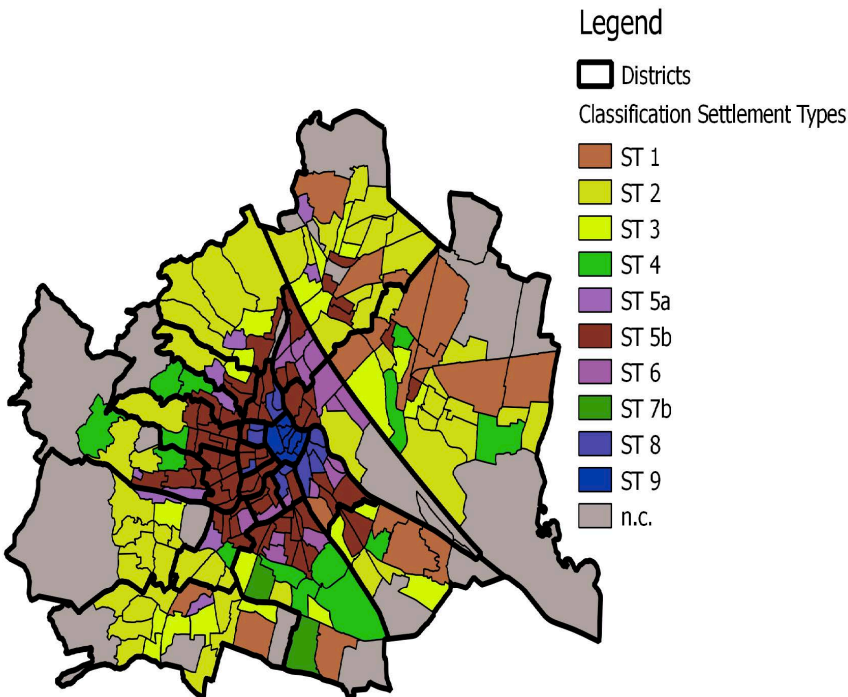 Legend
Districts
Classification Settlement Types
ST 1
ST 2
ST 3
ST 4
ST 5a
ST 5b
ST 6
ST 7b
ST 8
ST 9
n.c.